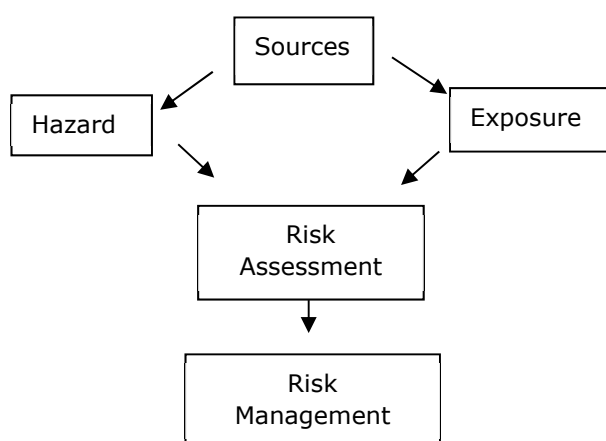 Sources
Hazard
Exposure
Risk
Assessment
Risk
Management